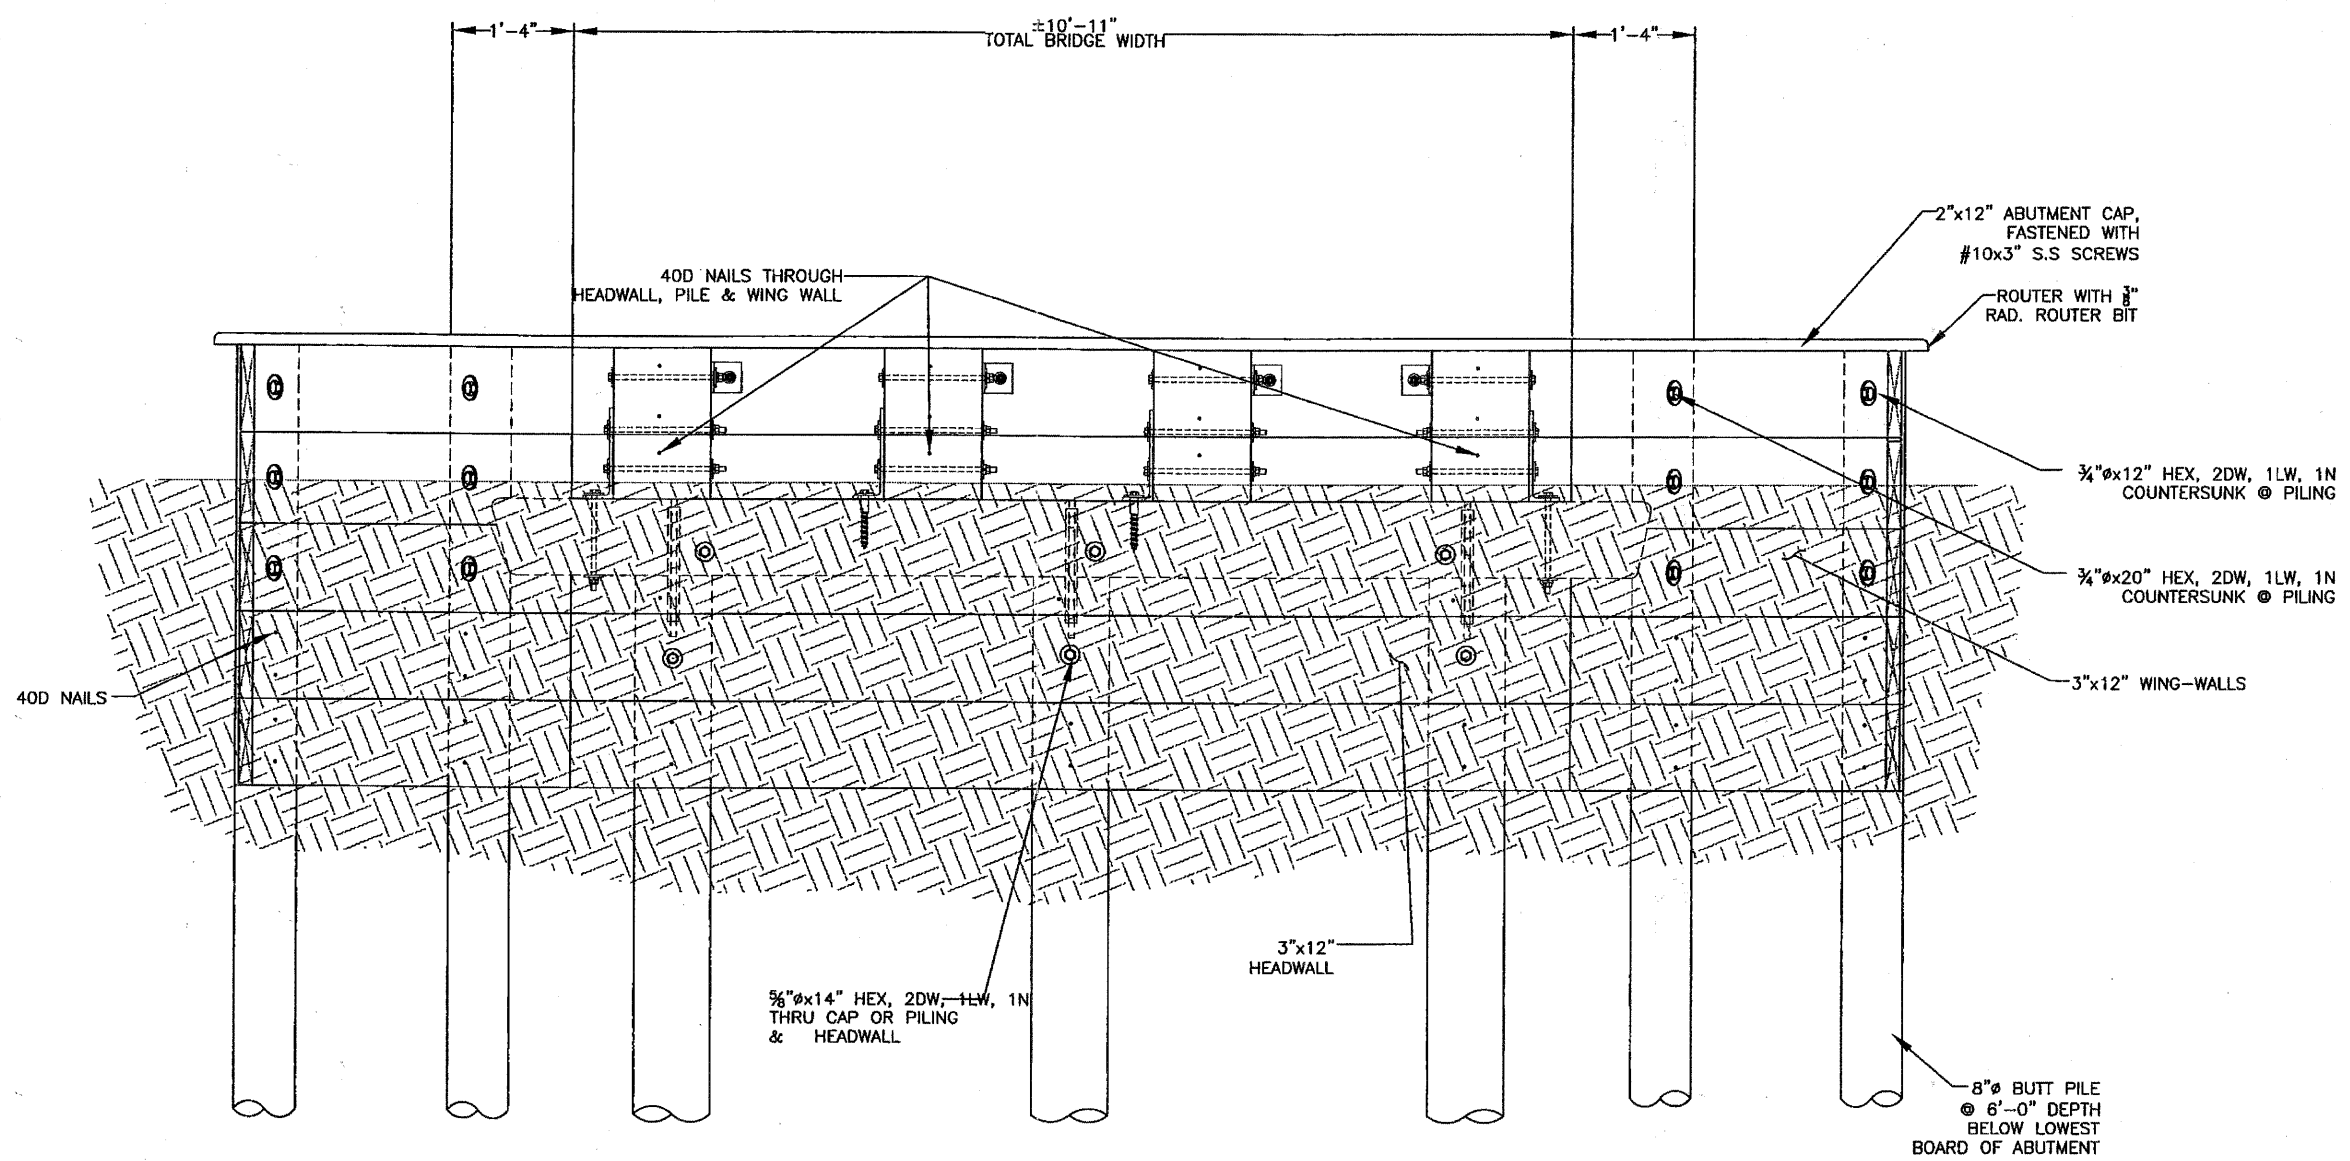 1'-4"
±10'-11"
TOTAL BRIDGE WIDTH
1'-4"
2"x12" ABUTMENT CAP,
FASTENED WITH
#10x3" S.S SCREWS
40D NAILS THROUGH
HEADWALL, PILE & WING WALL
ROUTER WITH ⅜"
RAD. ROUTER BIT
¾"øx12" HEX, 2DW, 1LW, 1N
COUNTERSUNK @ PILING
¾"øx20" HEX, 2DW, 1LW, 1N
COUNTERSUNK @ PILING
40D NAILS
3"x12" WING-WALLS
3"x12"
HEADWALL
⅝"øx14" HEX, 2DW, 1LW, 1N
THRU CAP OR PILING
& HEADWALL
8"ø BUTT PILE
@ 6'-0" DEPTH
BELOW LOWEST
BOARD OF ABUTMENT